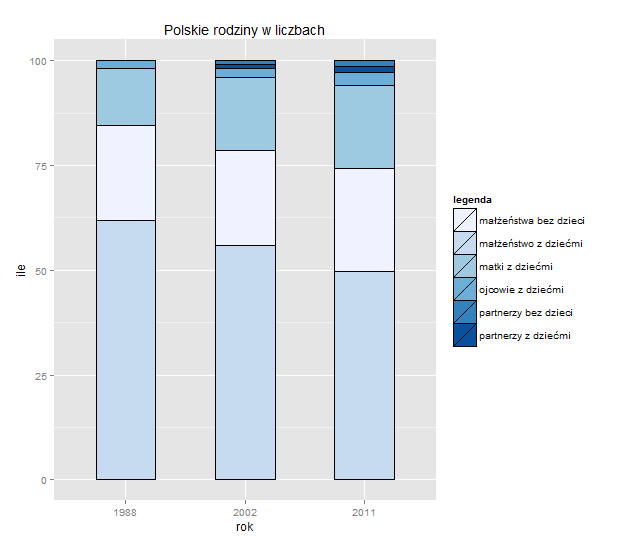 Polskie rodziny w liczbach
100
75
50
25
0
ile
1988
2002
2011
rok
legenda
małżeństwa bez dzieci
małżeństwo z dziećmi
matki z dziećmi
ojcowie z dziećmi
partnerzy bez dzieci
partnerzy z dziećmi